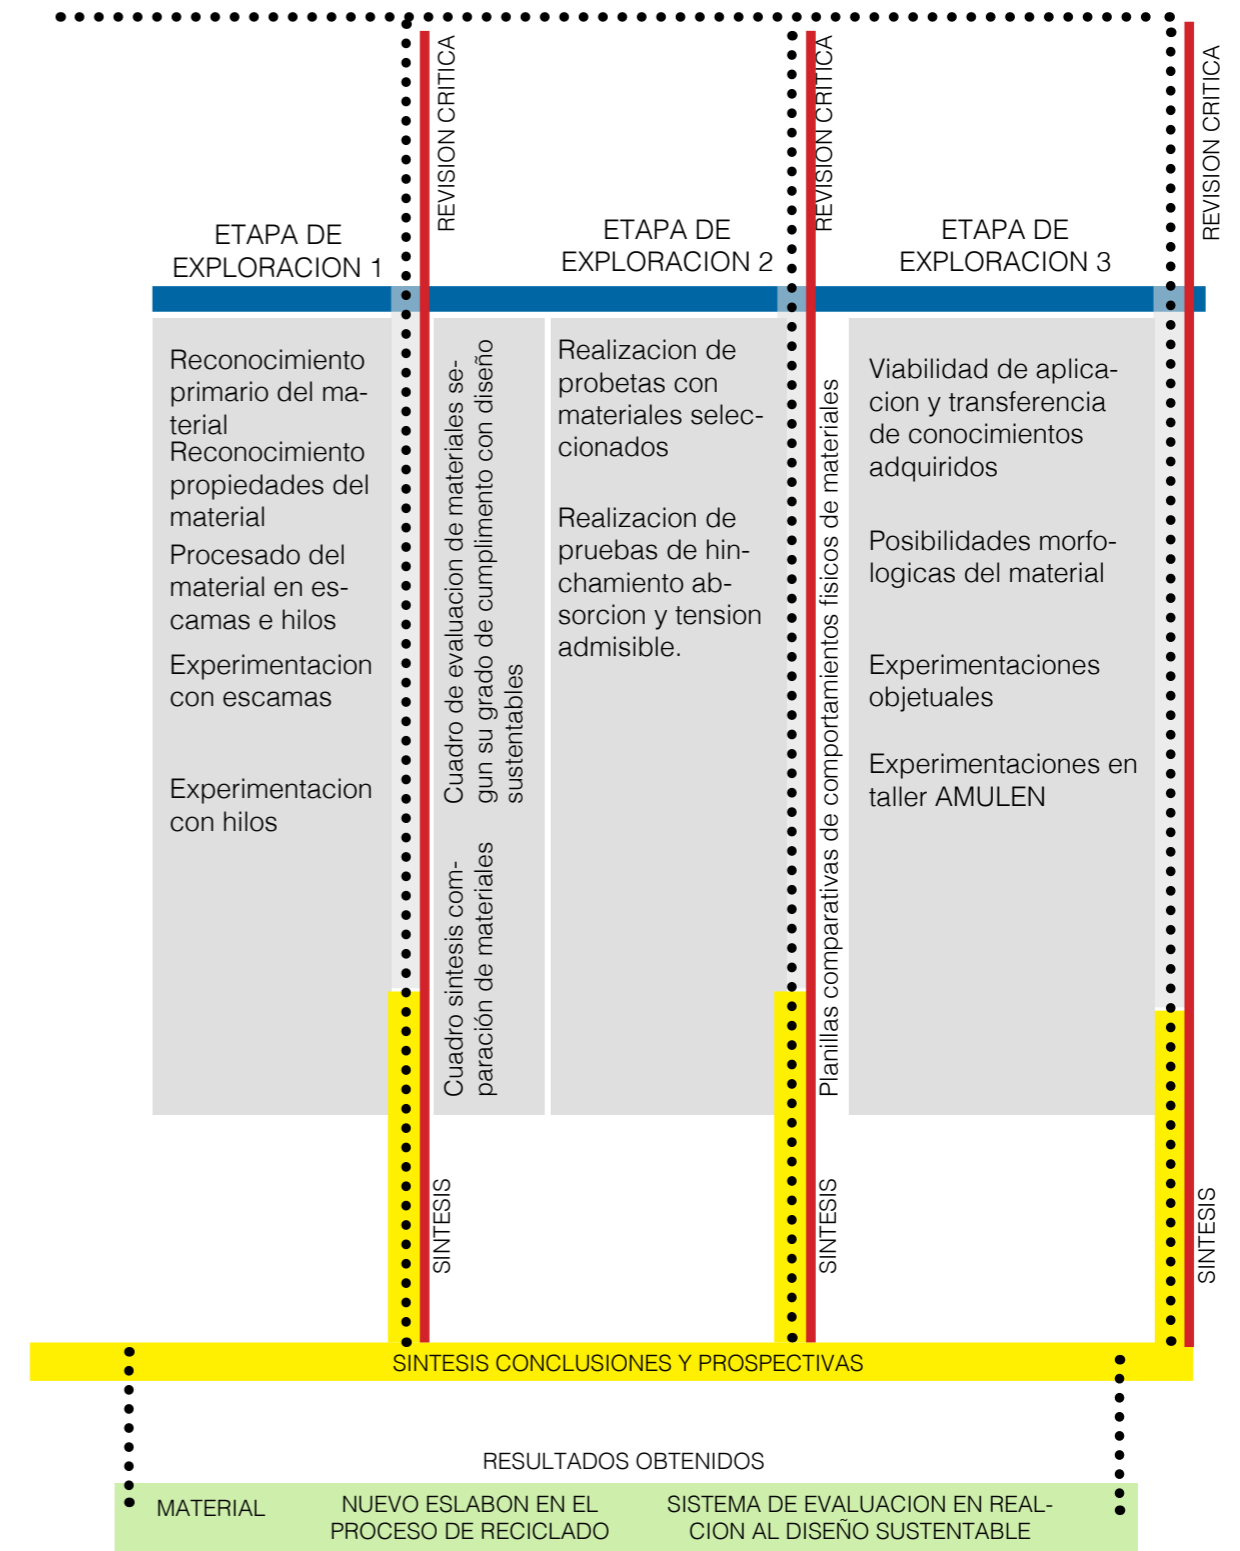 REVISION CRITICA
REVISION CRITICA
REVISION CRITICA
ETAPA DE
EXPLORACION 1
ETAPA DE
EXPLORACION 2
ETAPA DE
EXPLORACION 3
Reconocimiento
primario del ma-
terial
Reconocimiento
propiedades del
material
Procesado del
material en es-
camas e hilos
Experimentacion
con escamas
Experimentacion
con hilos
Cuadro de evaluacion de materiales se-
gun su grado de cumplimento con diseño
sustentables
Cuadro sintesis com-
paración de materiales
Realizacion de
probetas con
materiales selec-
cionados
Realizacion de
pruebas de hin-
chamiento ab-
sorcion y tension
admisible.
Planillas comparativas de comportamientos fisicos de materiales
Viabilidad de aplica-
cion y transferencia
de conocimientos
adquiridos
Posibilidades morfo-
logicas del material
Experimentaciones
objetuales
Experimentaciones en
taller AMULEN
SINTESIS
SINTESIS
SINTESIS
SINTESIS CONCLUSIONES Y PROSPECTIVAS
RESULTADOS OBTENIDOS
MATERIAL
NUEVO ESLABON EN EL
PROCESO DE RECICLADO
SISTEMA DE EVALUACION EN REAL-
CION AL DISEÑO SUSTENTABLE